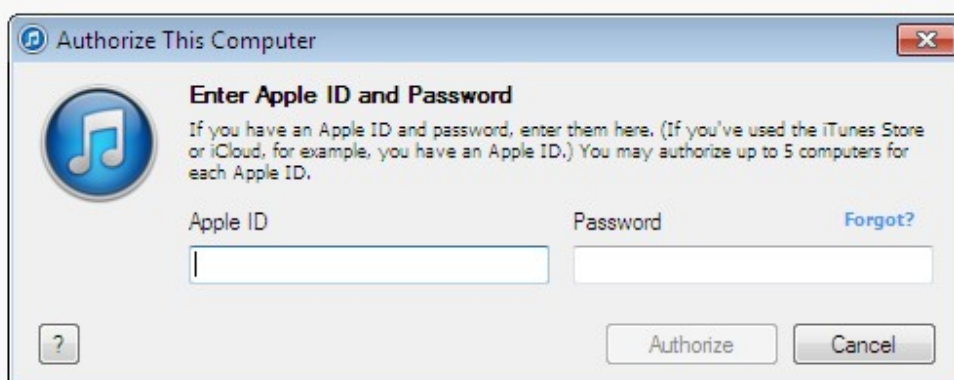 Authorize This Computer
Enter Apple ID and Password
If you have an Apple ID and password, enter them here. (If you've used the iTunes Store
or iCloud, for example, you have an Apple ID.) You may authorize up to 5 computers for
each Apple ID.
Apple ID Password Forgot?
? Authorize Cancel